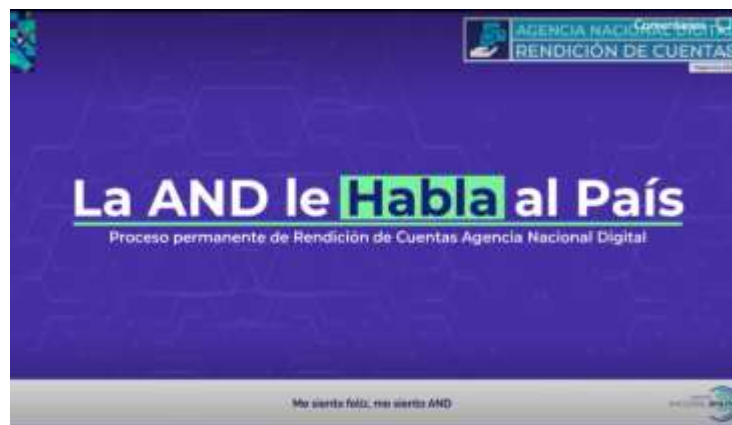 Comentarios
AGENCIA NACIONAL DIGITAL
RENDICIÓN DE CUENTAS
La AND le Habla al País
Proceso permanente de Rendición de Cuentas Agencia Nacional Digital
Me siento feliz, me siento AND